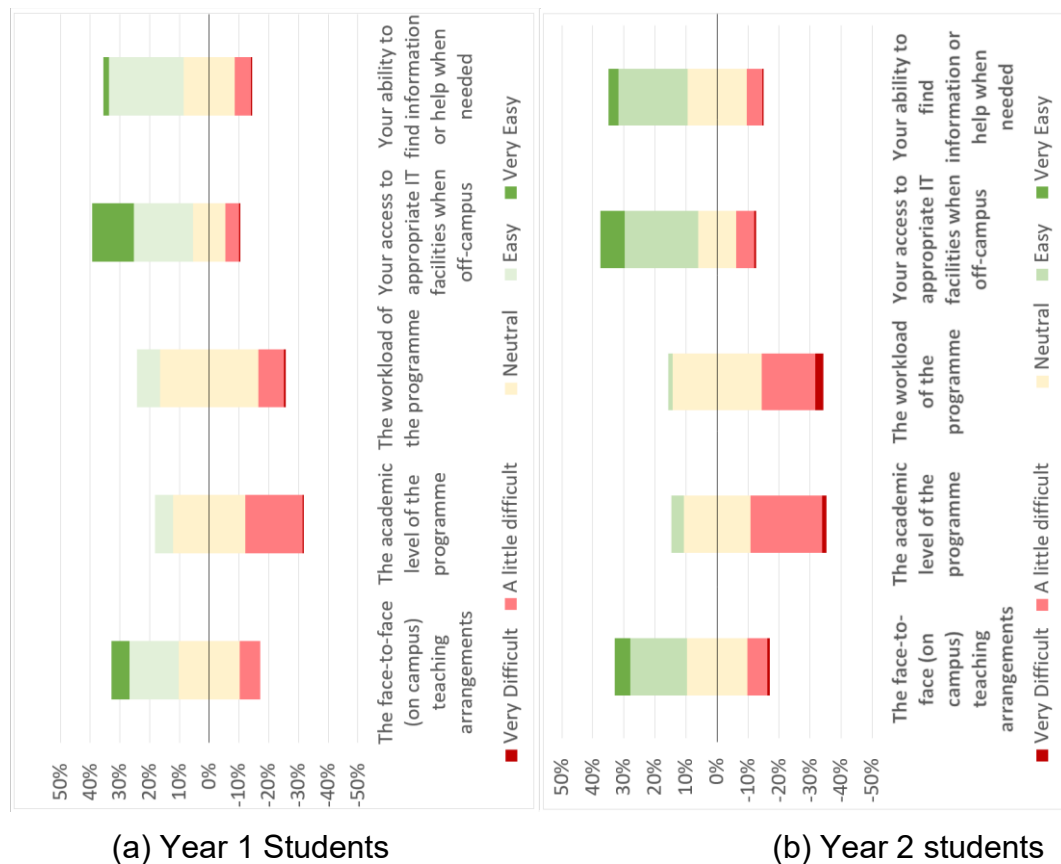 50%
40%
30%
20%
10%
0%
-10%
-20%
-30%
-40%
-50%
The face-to-face
(on campus)
teaching
arrangements
The academic
level of the
programme
The workload of
the programme
Your access to
appropriate IT
facilities when
off-campus
Your ability to
find information
or help when
needed
Very Difficult
A little difficult
Neutral
Easy
Very Easy
(a) Year 1 Students
50%
40%
30%
20%
10%
0%
-10%
-20%
-30%
-40%
-50%
The face-to-
face (on
campus)
teaching
arrangements
The academic
level of the
programme
The workload
of the
programme
Your access to
appropriate IT
facilities when
off-campus
Your ability to
find
information or
help when
needed
Very Difficult
A little difficult
Neutral
Easy
Very Easy
(b) Year 2 students